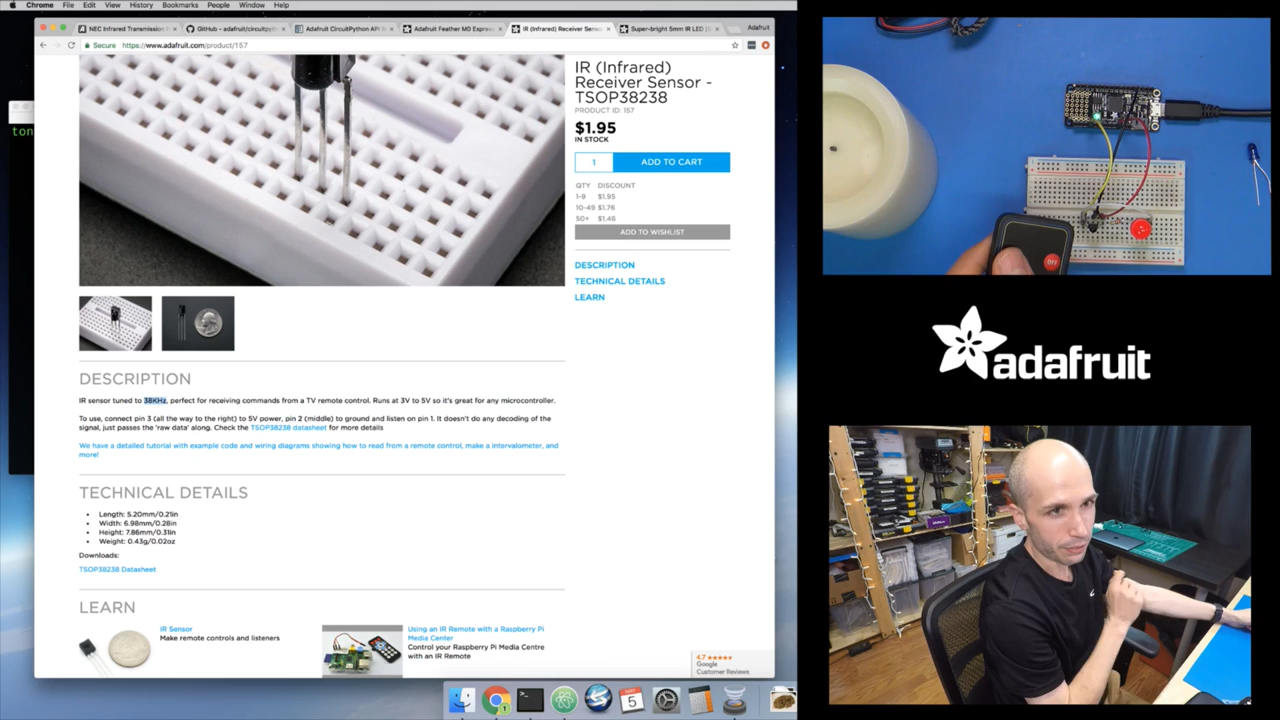 Chrome File Edit View History Bookmarks People Window Help
NEC Infrared Transmission P
GitHub - adafruit/circuitpyth
Adafruit CircuitPython API R
Adafruit Feather M0 Express
IR (Infrared) Receiver Sensor
Super-bright 5mm IR LED
Adafruit
Secure https://www.adafruit.com/product/157
ton
IR (Infrared)
Receiver Sensor -
TSOP38238
PRODUCT ID: 157
$1.95
IN STOCK
1 ADD TO CART
QTY DISCOUNT
1-9 $1.95
10-49 $1.76
50+ $1.46
ADD TO WISHLIST
DESCRIPTION
TECHNICAL DETAILS
LEARN
DESCRIPTION
IR sensor tuned to 38KHz, perfect for receiving commands from a TV remote control. Runs at 3V to 5V so it's great for any microcontroller.
To use, connect pin 3 (all the way to the right) to 5V power, pin 2 (middle) to ground and listen on pin 1. It doesn't do any decoding of the
signal, just passes the 'raw data' along. Check the TSOP38238 datasheet for more details
We have a detailed tutorial with example code and wiring diagrams showing how to read from a remote control, make a intervalometer, and
more!
TECHNICAL DETAILS
Length: 5.20mm/0.21in
Width: 6.98mm/0.28in
Height: 7.86mm/0.31in
Weight: 0.43g/0.02oz
Downloads:
TSOP38238 Datasheet
LEARN
IR Sensor
Make remote controls and listeners
Using an IR Remote with a Raspberry Pi
Media Center
Control your Raspberry Pi Media Centre
with an IR Remote
4.7
Google
Customer Reviews
5
OFF
adafruit